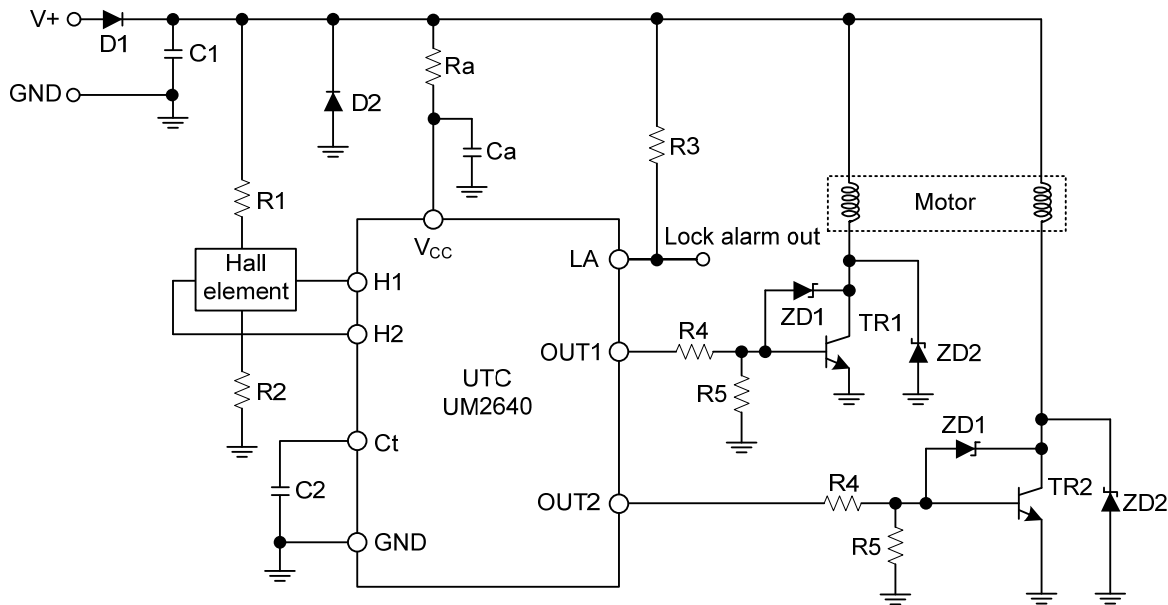 V+
D1
C1
GND
D2
Ra
Ca
R3
R1
Motor
VCC
LA
Lock alarm out
Hall
element
H1
H2
ZD1
TR1
ZD2
R4
OUT1
R5
R2
UTC
UM2640
Ct
C2
ZD1
TR2
ZD2
R4
OUT2
R5
GND